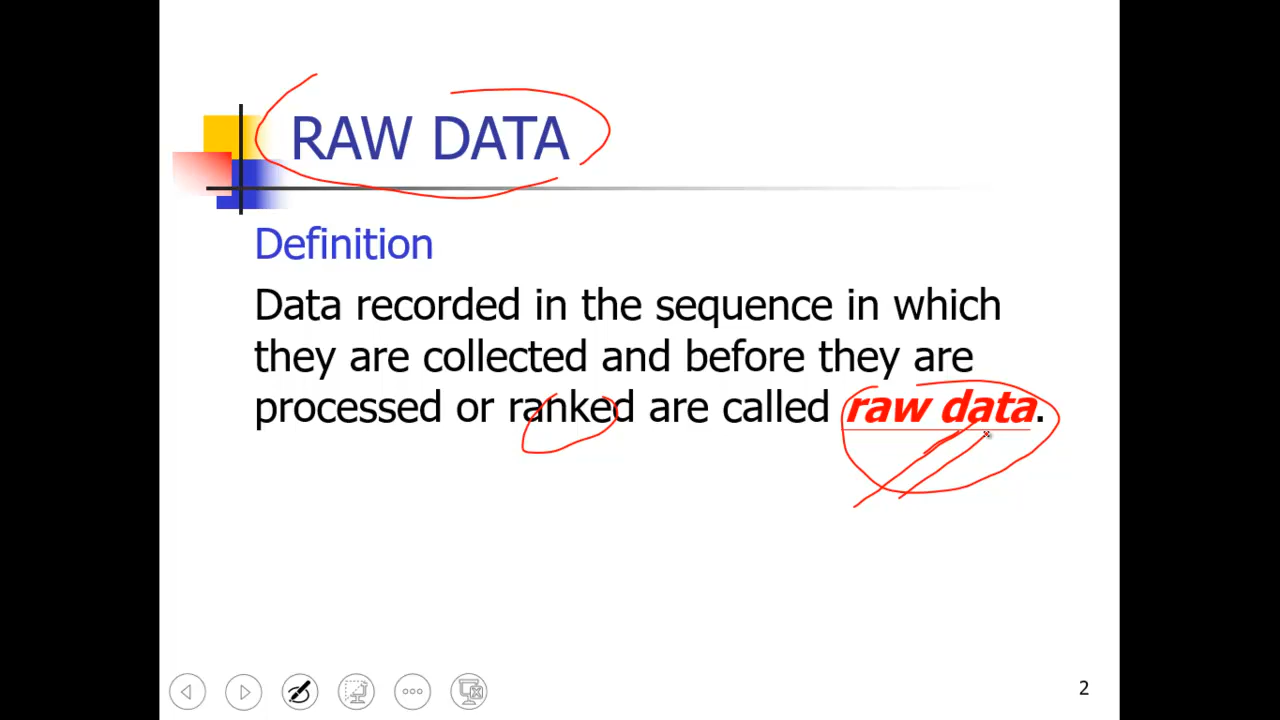 RAW DATA
Definition
Data recorded in the sequence in which
they are collected and before they are
processed or ranked are called raw data.
2